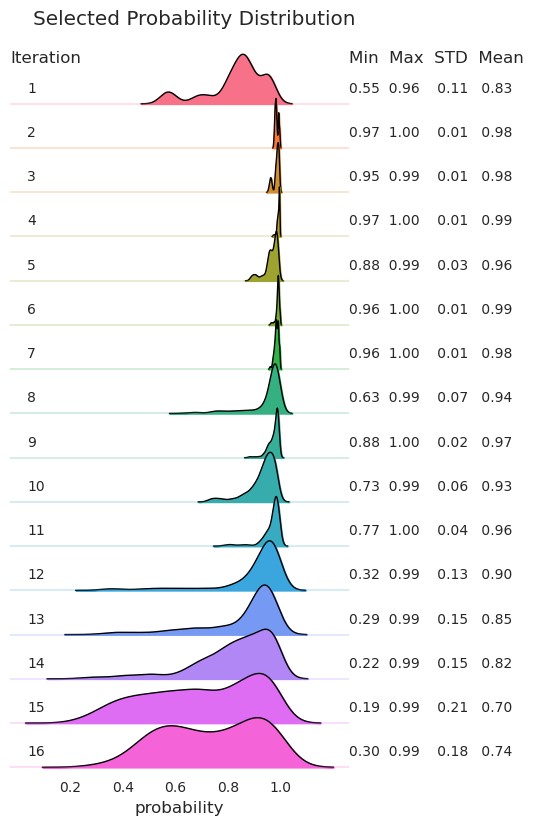 Selected Probability Distribution
Iteration Min Max STD Mean
1 0.55 0.96 0.11 0.83
2 0.97 1.00 0.01 0.98
3 0.95 0.99 0.01 0.98
4 0.97 1.00 0.01 0.99
5 0.88 0.99 0.03 0.96
6 0.96 1.00 0.01 0.99
7 0.96 1.00 0.01 0.98
8 0.63 0.99 0.07 0.94
9 0.88 1.00 0.02 0.97
10 0.73 0.99 0.06 0.93
11 0.77 1.00 0.04 0.96
12 0.32 0.99 0.13 0.90
13 0.29 0.99 0.15 0.85
14 0.22 0.99 0.15 0.82
15 0.19 0.99 0.21 0.70
16 0.30 0.99 0.18 0.74
0.2 0.4 0.6 0.8 1.0
probability